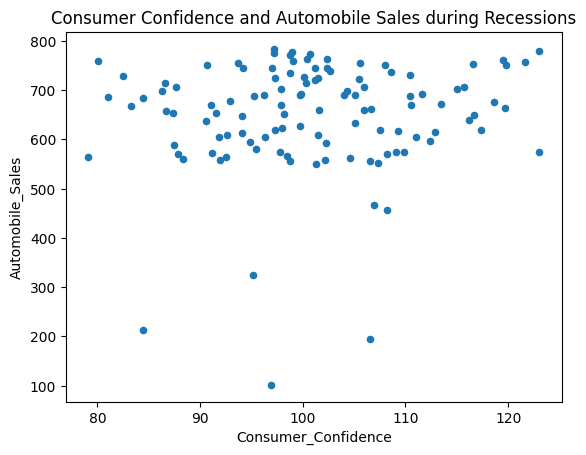 Consumer Confidence and Automobile Sales during Recessions
800
700
600
500
400
300
200
100
Automobile_Sales
80 90 100 110 120
Consumer_Confidence